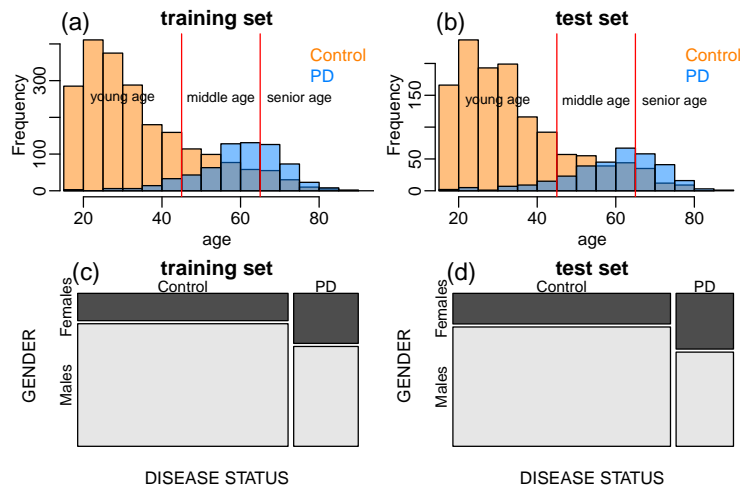 (a) training set
Control
PD
young age
middle age
senior age
Frequency
0 100 300
20 40 60 80
age
(b) test set
Control
PD
young age
middle age
senior age
Frequency
0 50 150
20 40 60 80
age
(c) training set
Control PD
Females
Males
GENDER
DISEASE STATUS
(d) test set
Control PD
Females
Males
GENDER
DISEASE STATUS